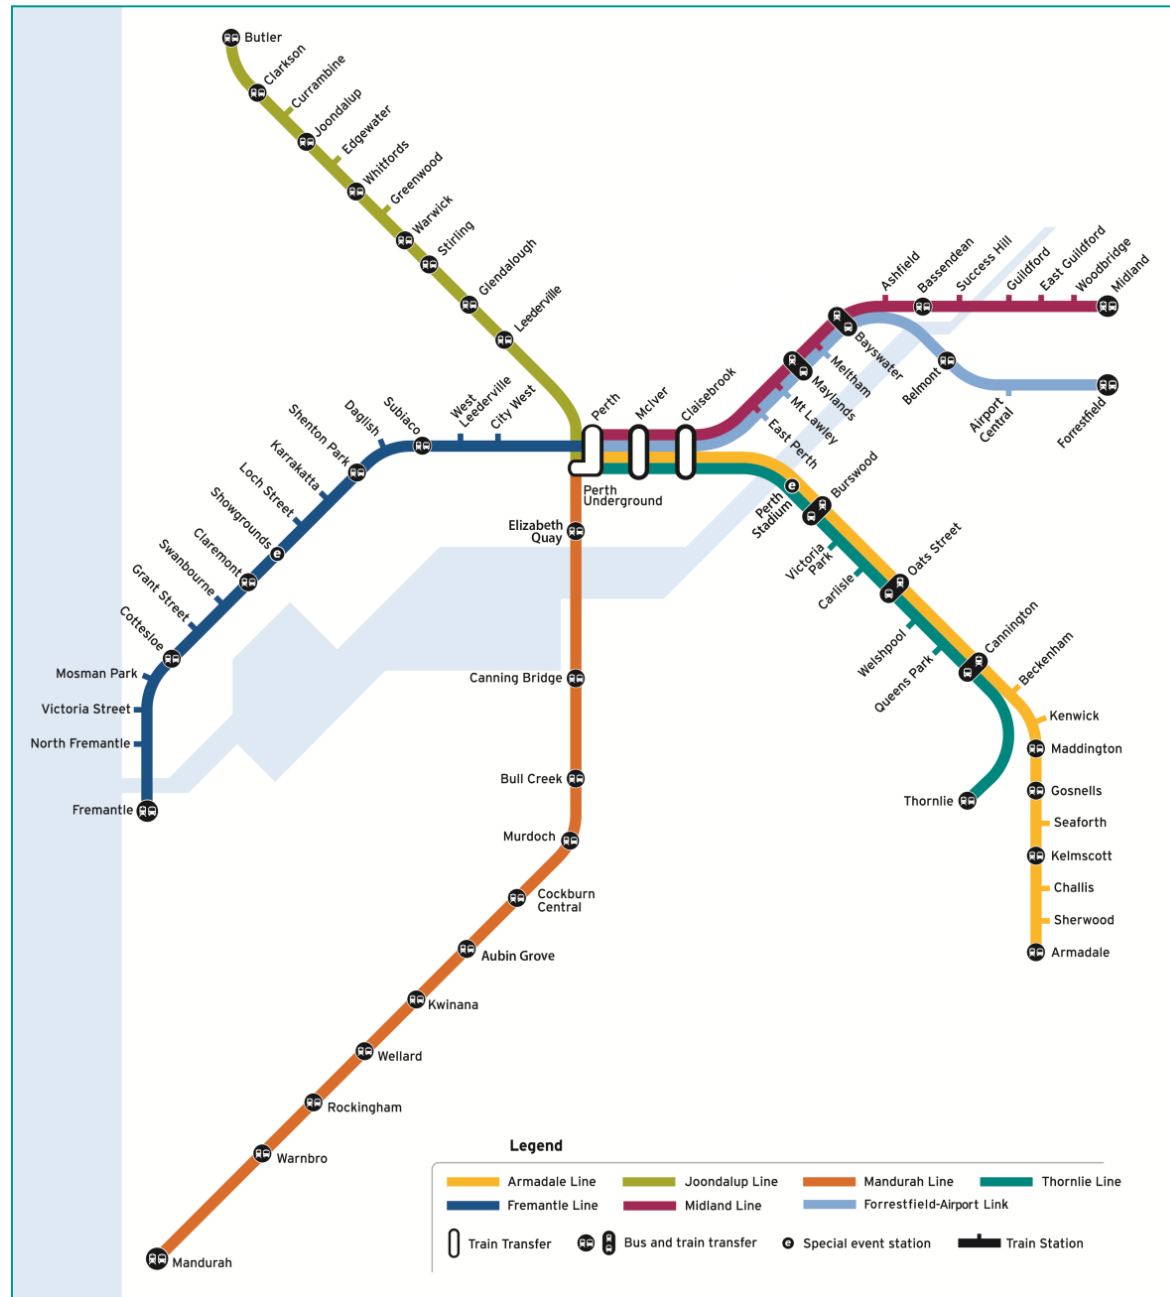 Butler
Clarkson
Currambine
Joondalup
Edgewater
Whitfords
Greenwood
Warwick
Stirling
Glendalough
Leederville
Ashfield
Bassendean
Success Hill
Guildford
East Guildford
Woodbridge
Midland
Bayswater
Meltham
Maylands
Mt Lawley
East Perth
Belmont
Airport
Central
Forrestfield
Perth
McIver
Claisebrook
City West
West
Leederville
Subiaco
Daglish
Shenton Park
Karrakatta
Loch Street
Showgrounds
e
Claremont
Swanbourne
Grant Street
Cottesloe
Mosman Park
Victoria Street
North Fremantle
Fremantle
Perth
Underground
Elizabeth
Quay
Canning Bridge
Bull Creek
Murdoch
Cockburn
Central
Aubin Grove
Kwinana
Wellard
Rockingham
Warnbro
Mandurah
e
Perth
Stadium
Burswood
Victoria
Park
Carlisle
Oats Street
Welshpool
Queens Park
Cannington
Beckenham
Kenwick
Maddington
Gosnells
Seaforth
Kelmscott
Challis
Sherwood
Armadale
Thornlie
Legend
Armadale Line
Joondalup Line
Mandurah Line
Thornlie Line
Fremantle Line
Midland Line
Forrestfield-Airport Link
Train Transfer
Bus and train transfer
e
Special event station
Train Station